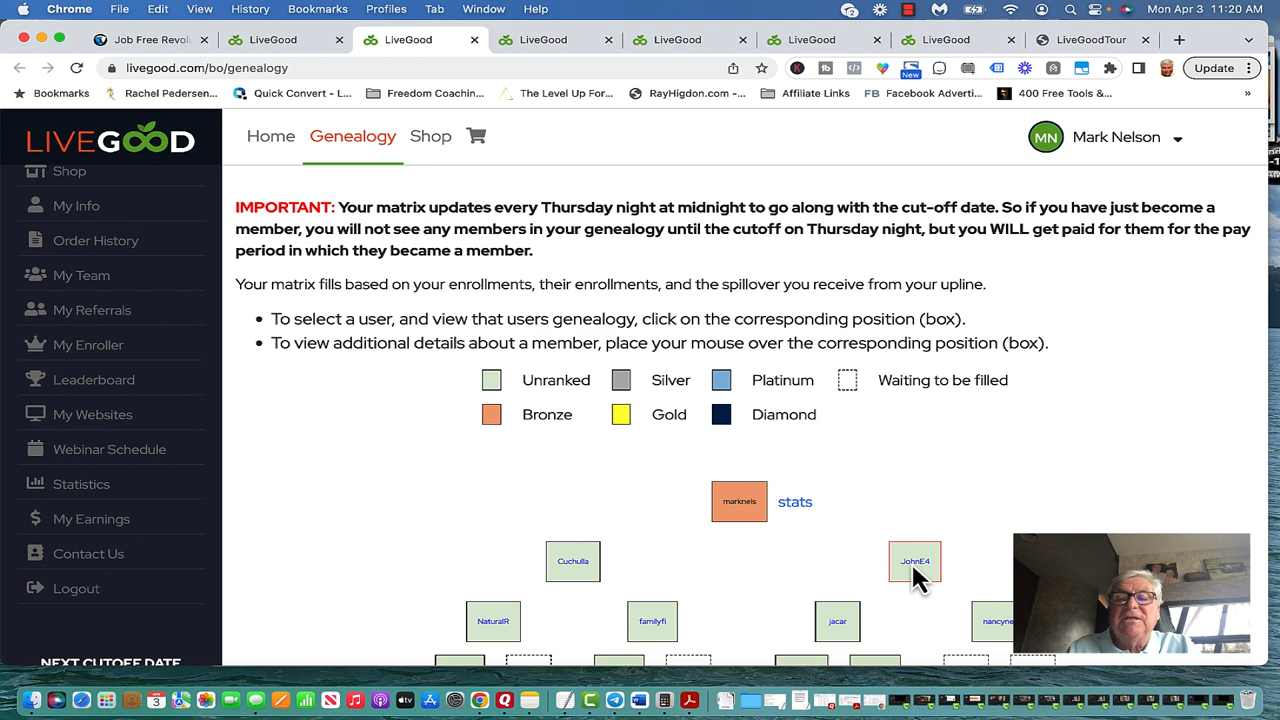 Chrome File Edit View History Bookmarks Profiles Tab Window Help
2 Mon Apr 3 11:20 AM
Job Free Revolu LiveGood LiveGood LiveGood LiveGood LiveGood LiveGood LiveGoodTour
livegood.com/bo/genealogy New Update
Bookmarks Rachel Pedersen... Quick Convert - L... Freedom Coachin... The Level Up For... RayHigdon.com -... Affiliate Links FB Facebook Adverti... 400 Free Tools &... »
LIVEGOOD
Home Genealogy Shop
MN Mark Nelson
Shop
My Info
Order History
My Team
My Referrals
My Enroller
Leaderboard
My Websites
Webinar Schedule
Statistics
My Earnings
Contact Us
Logout
NEXT CUTOFF DATE
IMPORTANT: Your matrix updates every Thursday night at midnight to go along with the cut-off date. So if you have just become a
member, you will not see any members in your genealogy until the cutoff on Thursday night, but you WILL get paid for them for the pay
period in which they became a member.
Your matrix fills based on your enrollments, their enrollments, and the spillover you receive from your upline.
• To select a user, and view that users genealogy, click on the corresponding position (box).
• To view additional details about a member, place your mouse over the corresponding position (box).
Unranked Silver Platinum Waiting to be filled
Bronze Gold Diamond
marknels stats
Cuchulla JohnE4
NaturalR familyfi jacar nancyne